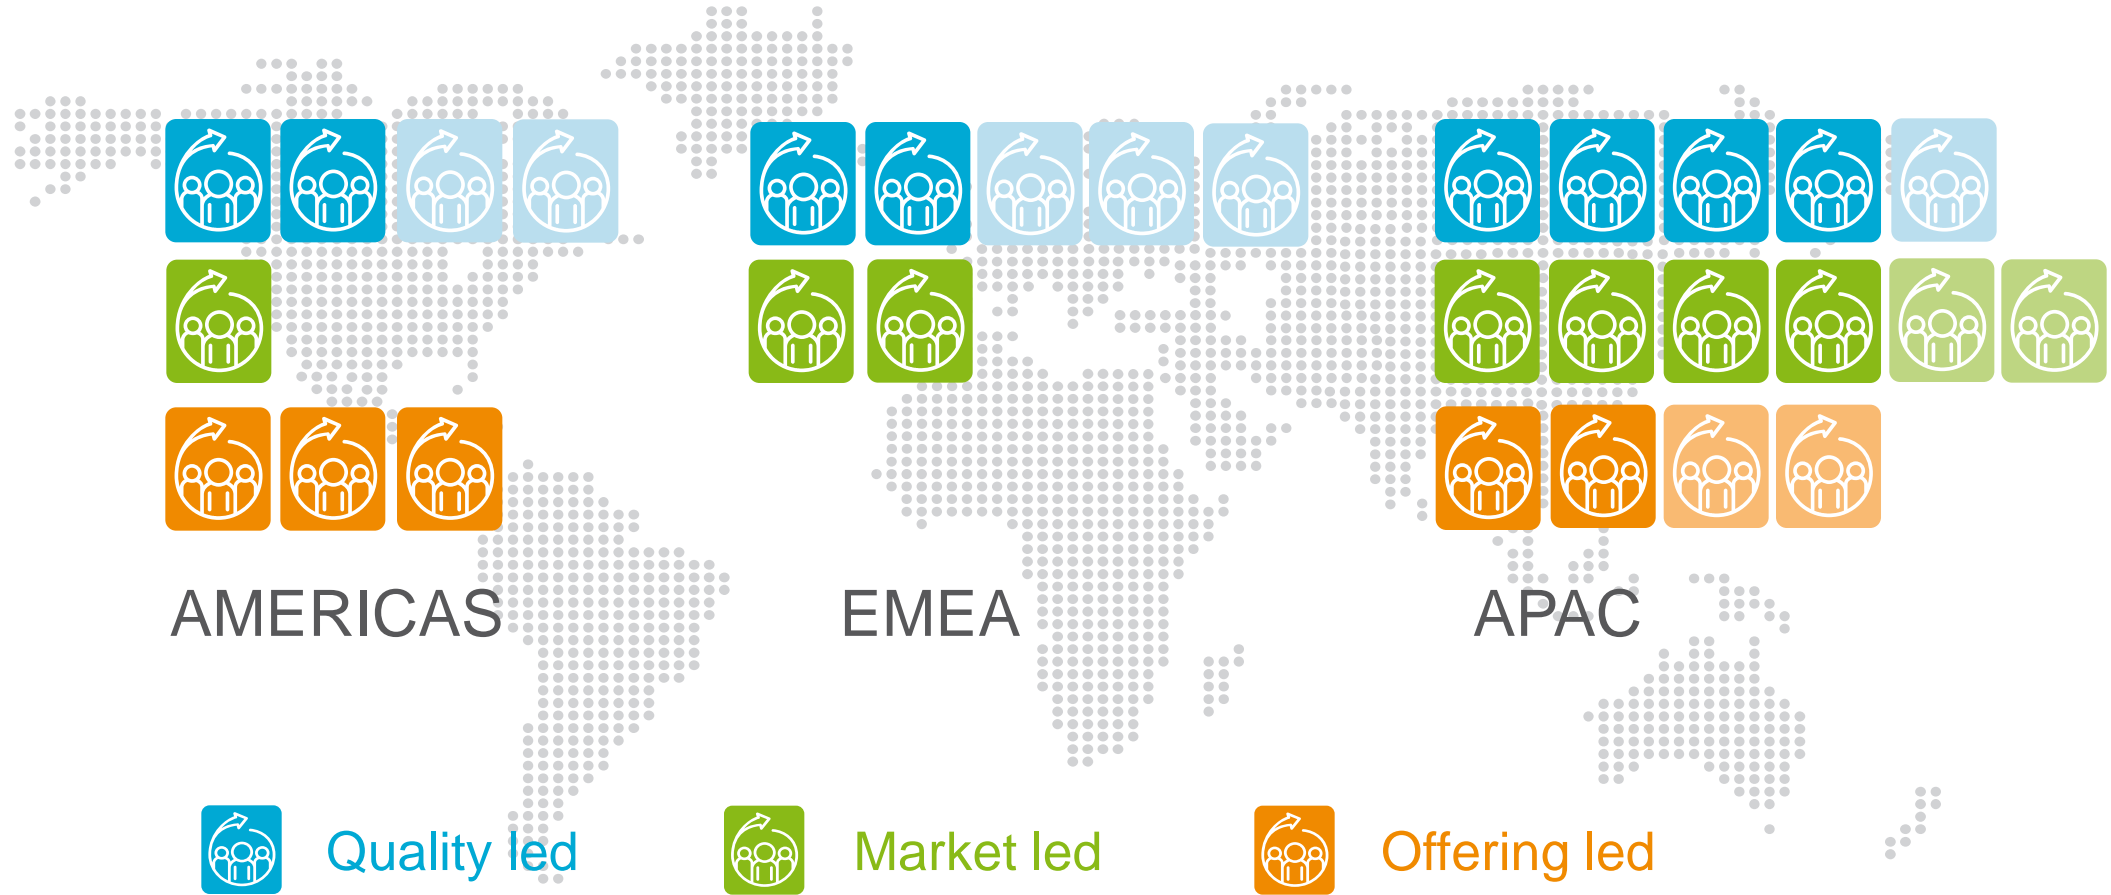 AMERICAS
EMEA
APAC
Quality led
Market led
Offering led